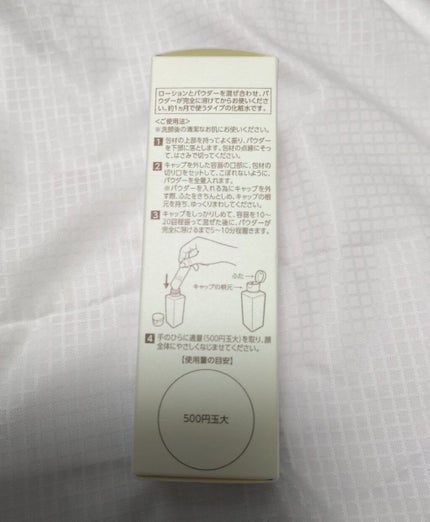 ローションとパウダーを混ぜ合わせ、パ
ウダーが完全に溶けてからお使いくださ
い。約1ヵ月で使うタイプの化粧水です。
<ご使用法>
※洗顔後の清潔なお肌にお使いください。
1 包材の上部を持ってよく振り、パウダー
を下部に落とします。包材の点線にそっ
て、はさみで切ってください。
2 キャップを外した容器の口部に、包材の
切り口をセットして、こぼれないように、
パウダーを全量入れます。
※パウダーを入れる為にキャップを外
す際、ふたをきちんとしめ、キャップの根
元を持ち、ゆっくりまわしてください。
3 キャップをしっかりしめて、容器を10〜
20回程振って混ぜた後に、パウダーが
完全に溶けるまで5〜10分程置きます。
ふた→
キャップの根元→
4 手のひらに適量(500円玉大)を取り、顔
全体にやさしくなじませてください。
【使用量の目安】
500円玉大